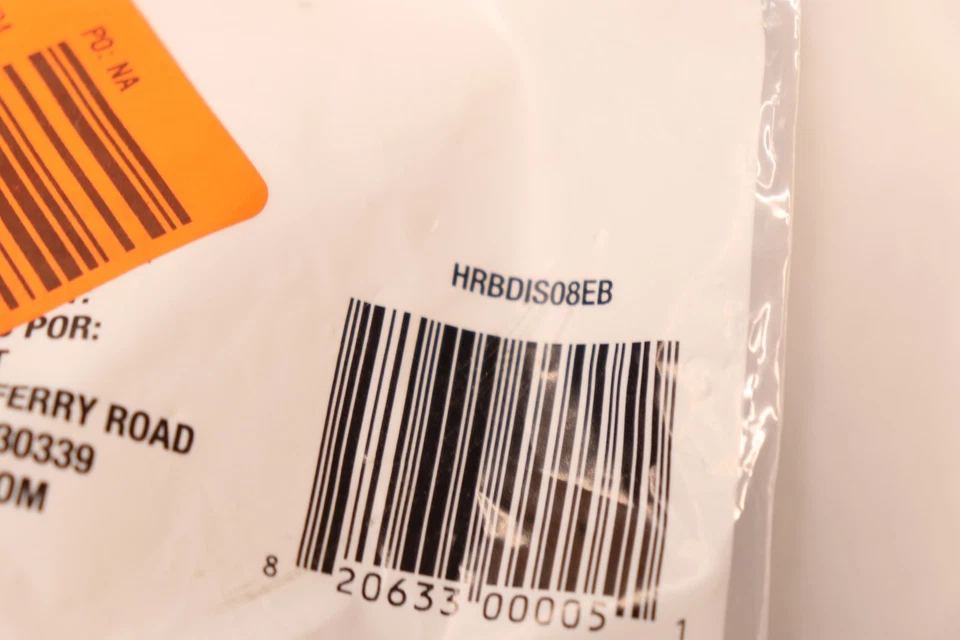 PO: NA
HRBDIS08EB
POR:
FERRY ROAD
30339
OM
8 20633 00005 1